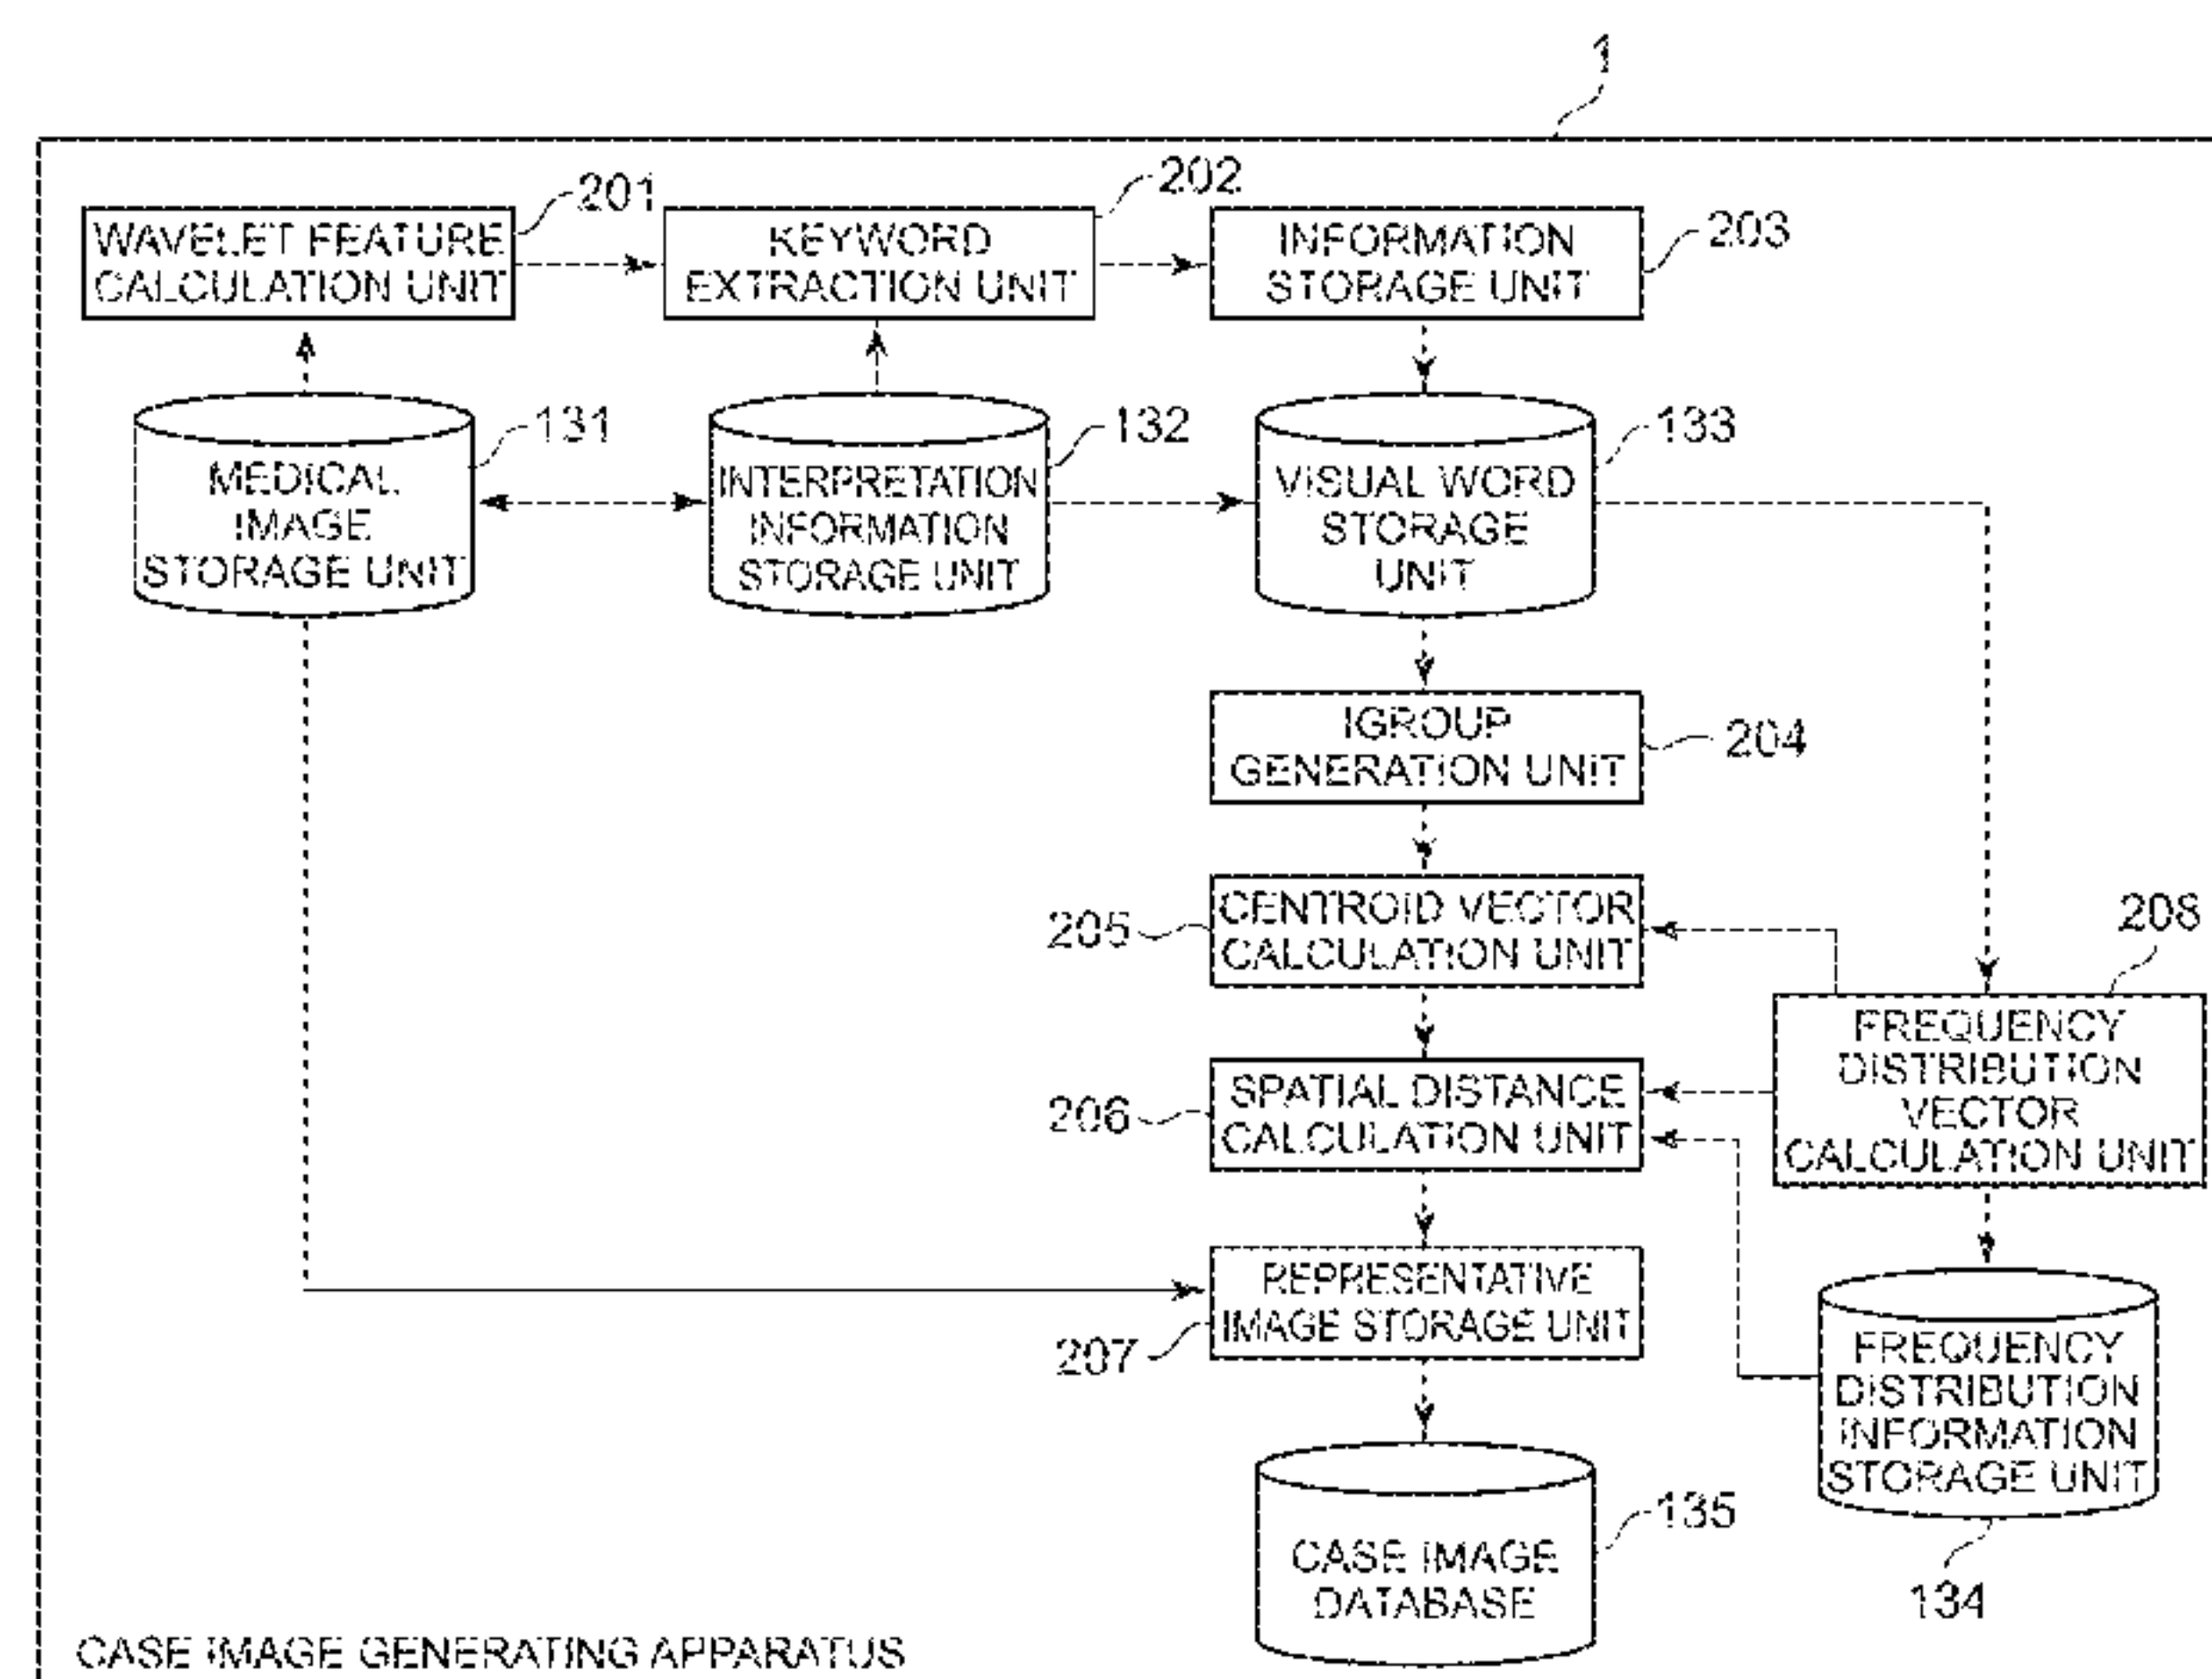 1
WAVELET FEATURE
CALCULATION UNIT
201
KEYWORD
EXTRACTION UNIT
202
INFORMATION
STORAGE UNIT
203
MEDICAL
IMAGE
STORAGE UNIT
131
INTERPRETATION
INFORMATION
STORAGE UNIT
132
VISUAL WORD
STORAGE
UNIT
133
IGROUP
GENERATION UNIT
204
CENTROID VECTOR
CALCULATION UNIT
205
208
FREQUENCY
DISTRIBUTION
VECTOR
CALCULATION UNIT
SPATIAL DISTANCE
CALCULATION UNIT
206
REPRESENTATIVE
IMAGE STORAGE UNIT
207
FREQUENCY
DISTRIBUTION
INFORMATION
STORAGE UNIT
134
CASE IMAGE
DATABASE
135
CASE IMAGE GENERATING APPARATUS